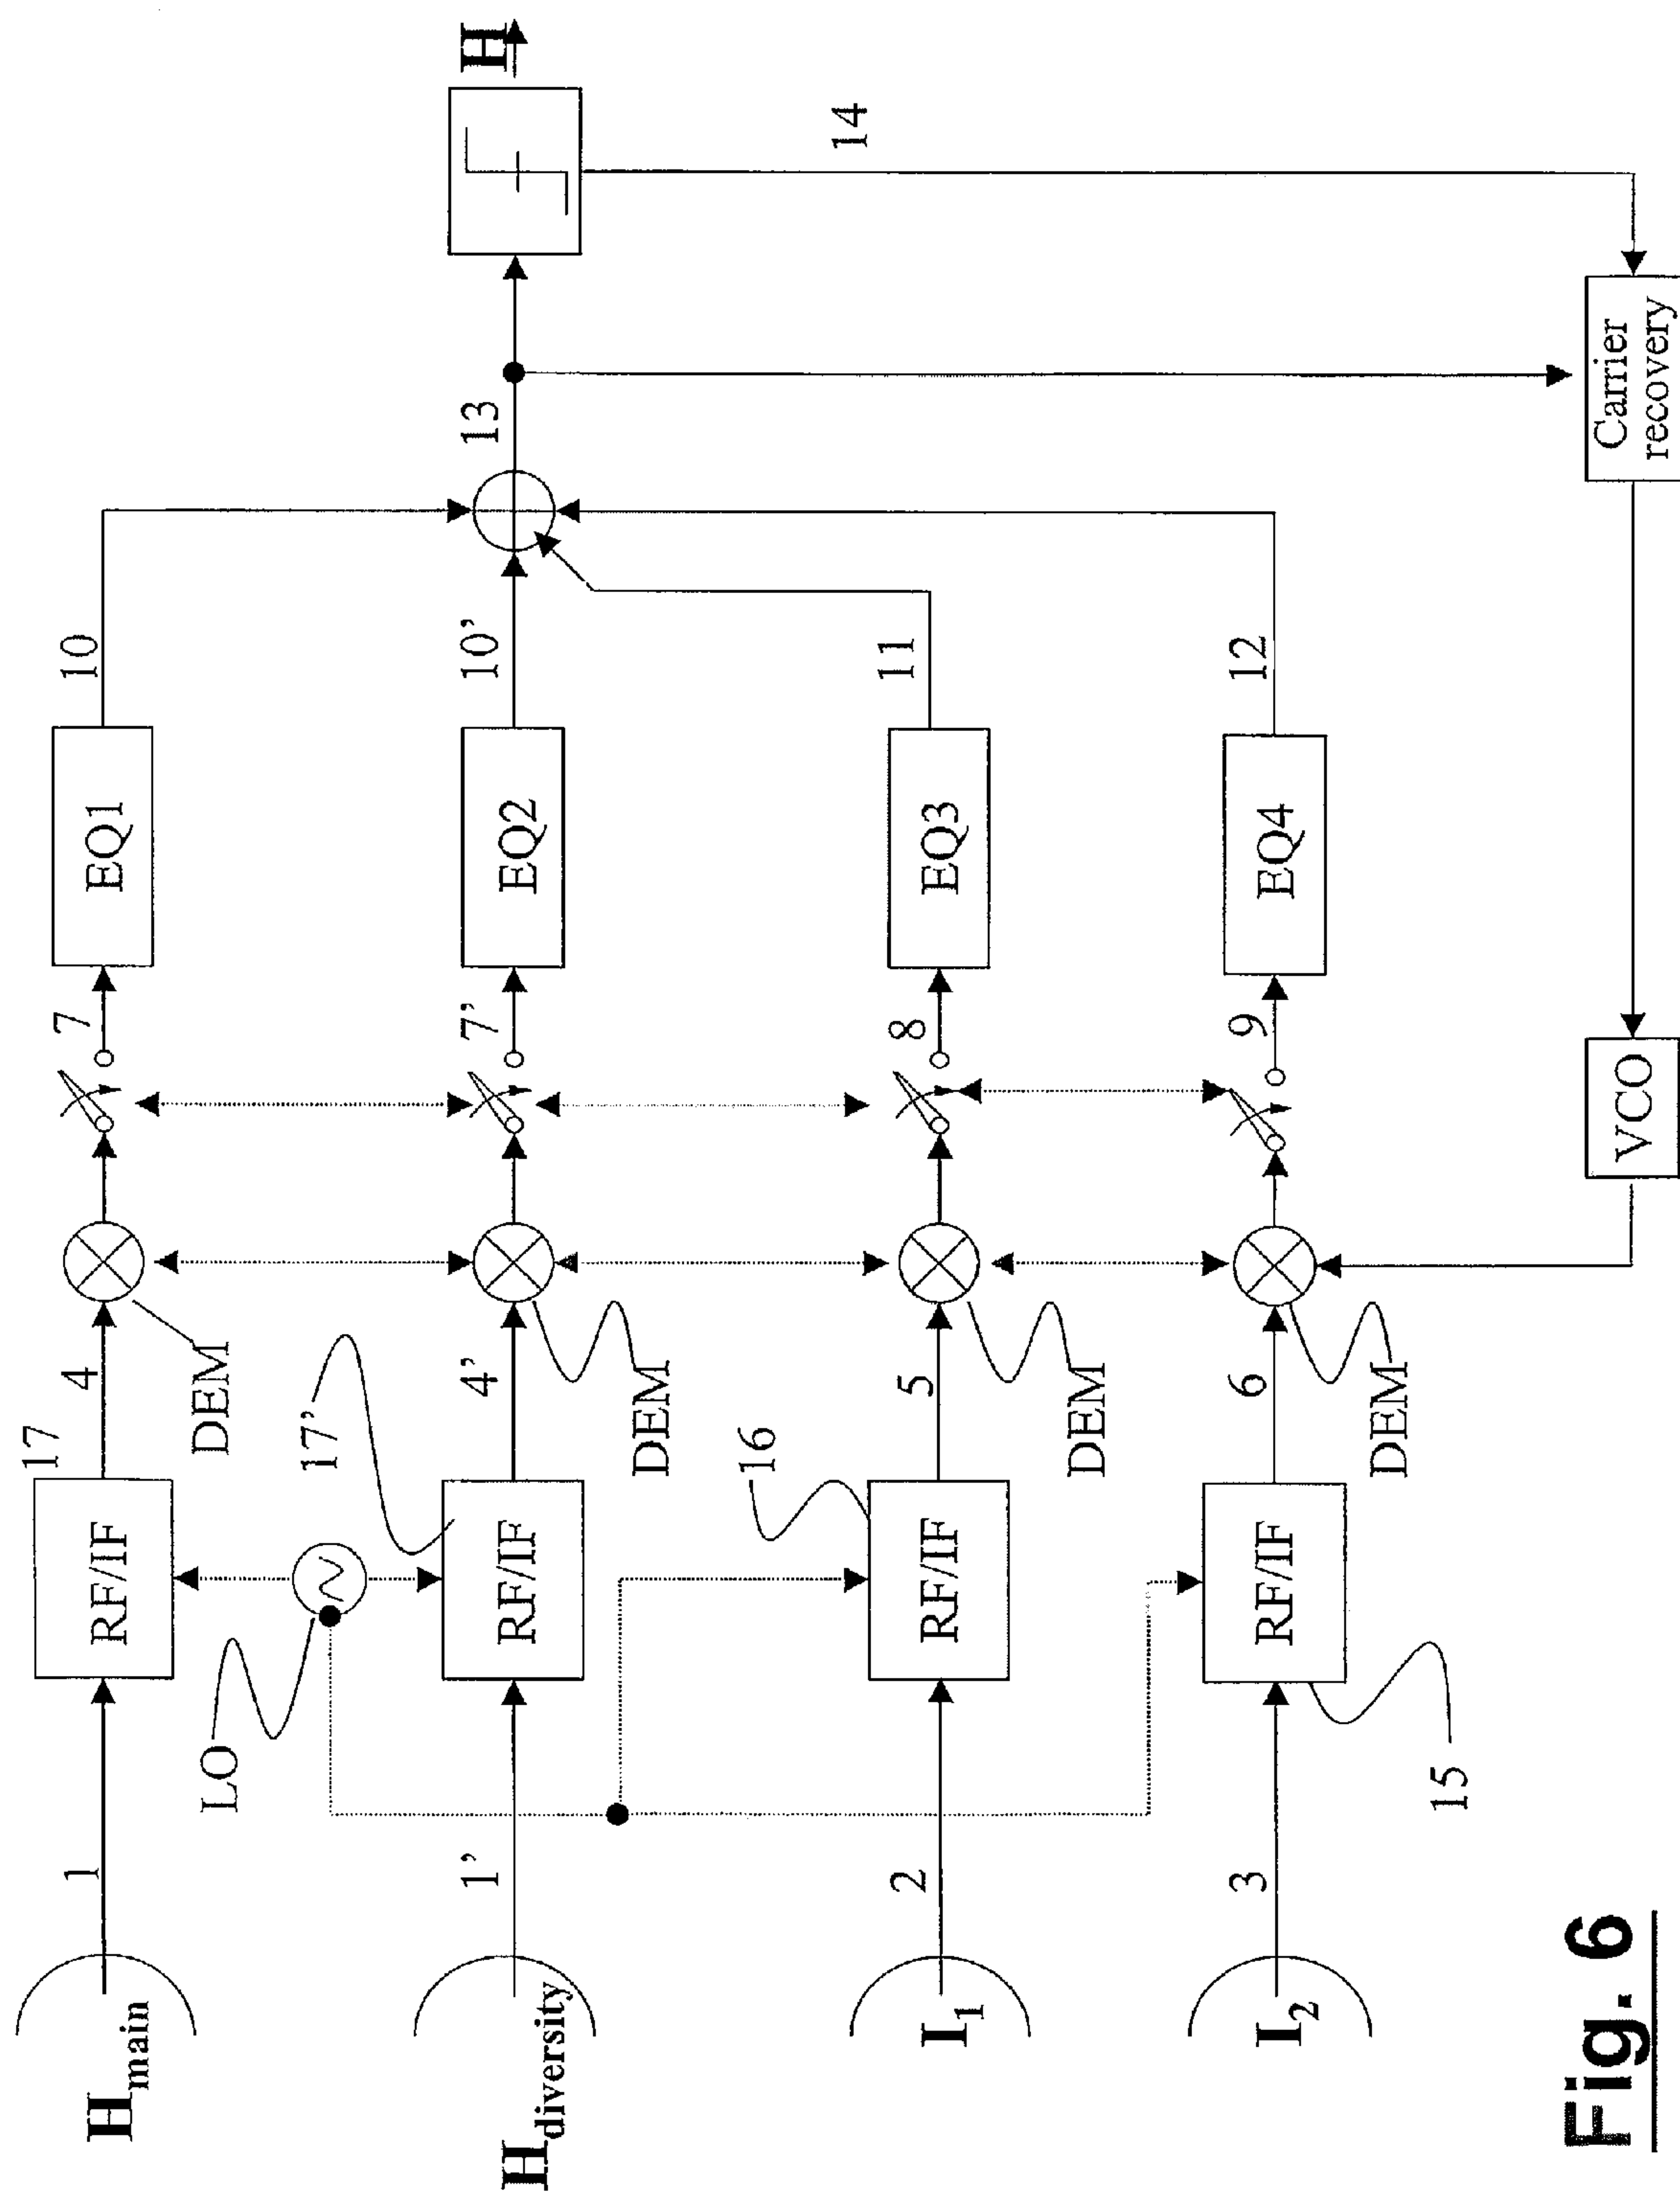 H main
1
17
RF/IF
4
DEM
7
EQ1
10
LO
H diversity
1'
17'
RF/IF
4'
DEM
7'
EQ2
10'
13
H
I1
2
16
RF/IF
5
DEM
8
EQ3
11
14
I2
3
15
RF/IF
6
DEM
9
EQ4
12
VCO
Carrier
recovery
Fig. 6